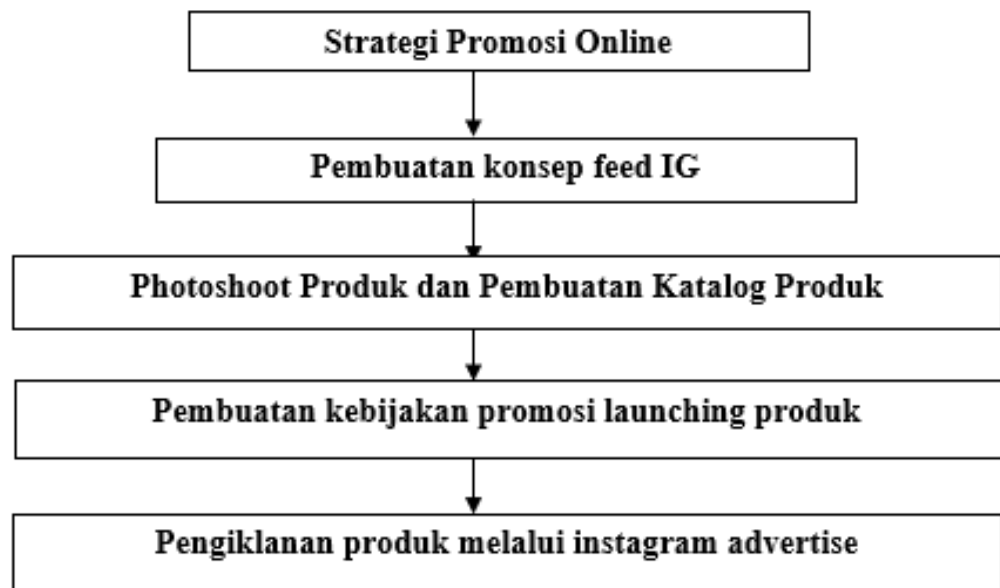 Strategi Promosi Online
Pembuatan konsep feed IG
Photoshoot Produk dan Pembuatan Katalog Produk
Pembuatan kebijakan promosi launching produk
Pengiklanan produk melalui instagram advertise